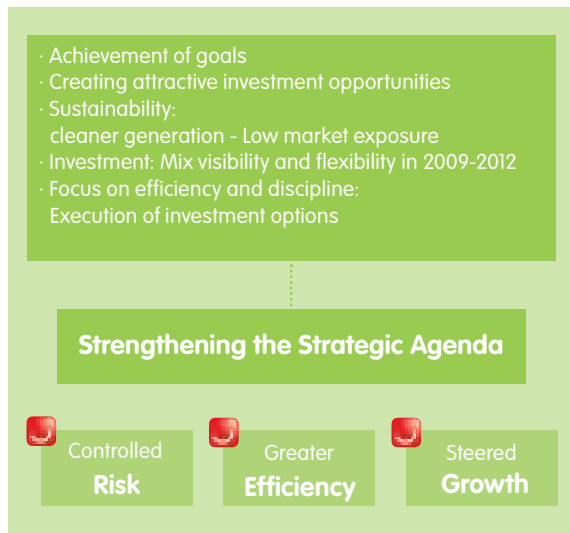 · Achievement of goals
· Creating attractive investment opportunities
· Sustainability:
cleaner generation - Low market exposure
· Investment: Mix visibility and flexibility in 2009-2012
· Focus on efficiency and discipline:
Execution of investment options
Strengthening the Strategic Agenda
Controlled
Risk
Greater
Efficiency
Steered
Growth